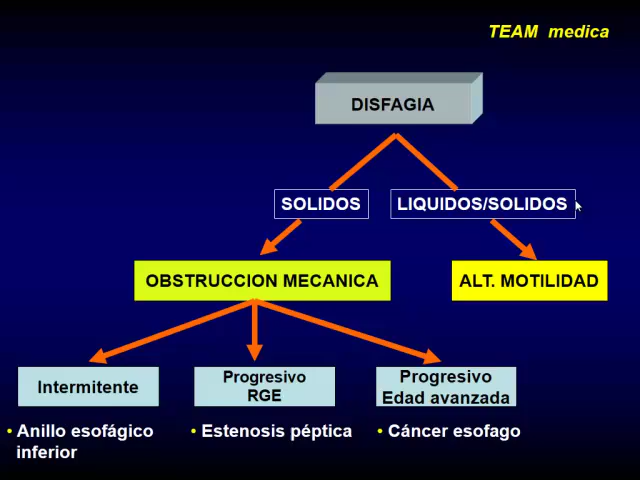 TEAM medica
DISFAGIA
SOLIDOS
LIQUIDOS/SOLIDOS
OBSTRUCCION MECANICA
ALT. MOTILIDAD
Intermitente
Progresivo
RGE
Progresivo
Edad avanzada
• Anillo esofágico
inferior
• Estenosis péptica
• Cáncer esofago